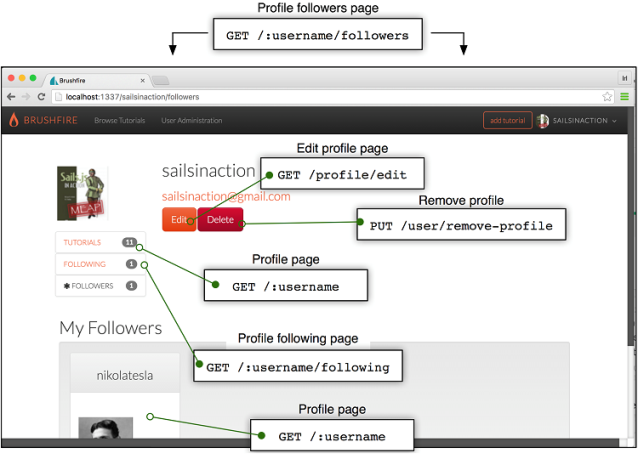 Profile followers page
GET /:username/followers
Brushfire
localhost:1337/sailsinaction/followers
BRUSHFIRE
Browse Tutorials
User Administration
add tutorial
SAILSINACTION
Edit profile page
sailsinaction
GET /profile/edit
Sails.js
IN ACTION
MEAP
sailsinaction@gmail.com
Remove profile
Edit
Delete
PUT /user/remove-profile
TUTORIALS 11
FOLLOWING 1
FOLLOWERS 1
Profile page
GET /:username
My Followers
Profile following page
GET /:username/following
nikolatesla
Profile page
GET /:username